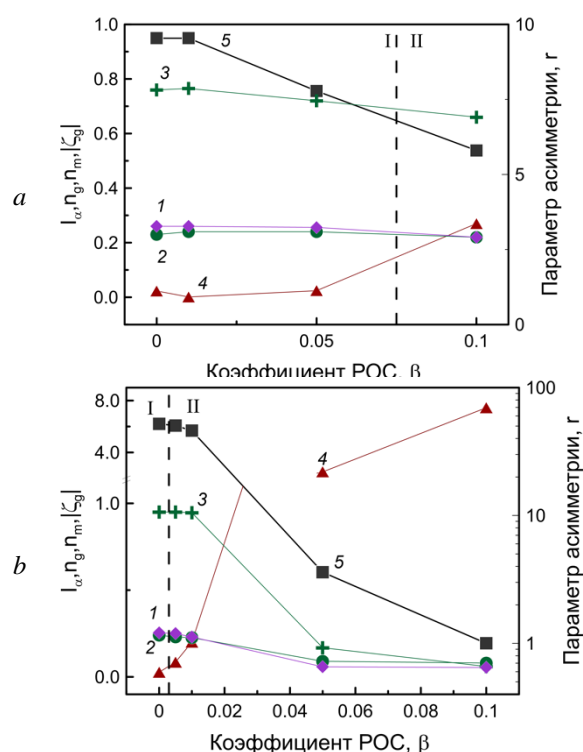 a
I_α, n_g, n_m, |ζ_g|
1.0
0.8
0.6
0.4
0.2
0.0
5
3
1
2
4
I
II
10
5
0
Параметр асимметрии, r
0
0.05
0.1
Коэффициент РОС, β
b
I_α, n_g, n_m, |ζ_g|
8.0
4.0
1.0
0.0
I
II
4
3
5
1
2
100
10
1
Параметр асимметрии, r
0
0.02
0.04
0.06
0.08
0.1
Коэффициент РОС, β